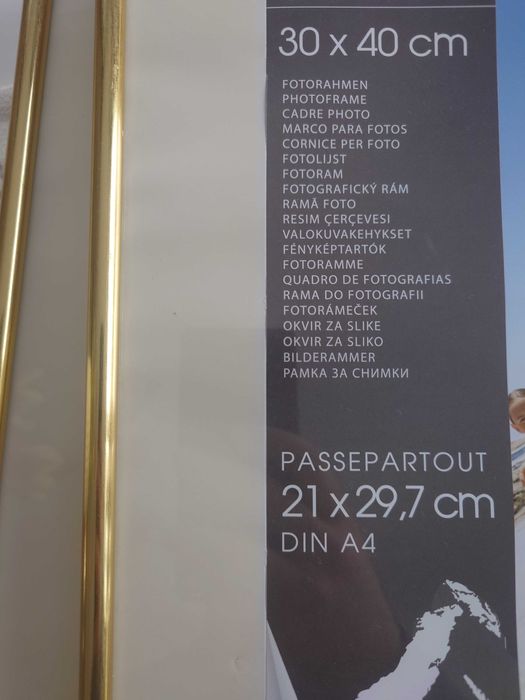 30 x 40 cm
FOTORAHMEN
PHOTOFRAME
CADRE PHOTO
MARCO PARA FOTOS
CORNICE PER FOTO
FOTOLIJST
FOTORAM
FOTOGRAFICKÝ RÁM
RAMĂ FOTO
RESIM ÇERÇEVESI
VALOKUVAKEHYKSET
FÉNYKÉPTARTÓK
FOTORAMME
QUADRO DE FOTOGRAFIAS
RAMA DO FOTOGRAFII
FOTORÁMEČEK
OKVIR ZA SLIKE
OKVIR ZA SLIKO
BILDERAMMER
РАМКА ЗА СНИМКИ
PASSEPARTOUT
21 x 29,7 cm
DIN A4